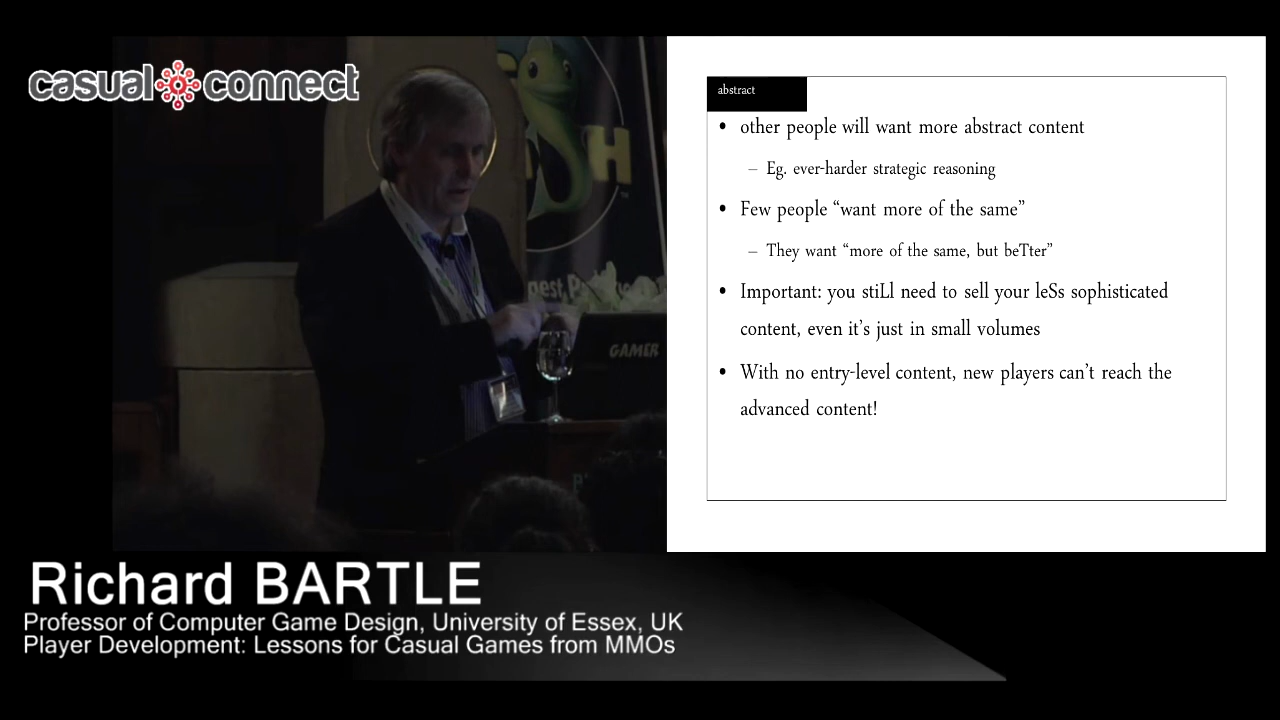 casual connect
abstract
• other people will want more abstract content
– Eg. ever-harder strategic reasoning
• Few people “want more of the same”
– They want “more of the same, but beTter”
• Important: you stiLl need to sell your leSs sophisticated
content, even it’s just in small volumes
• With no entry-level content, new players can’t reach the
advanced content!
GAMER
Richard BARTLE
Professor of Computer Game Design, University of Essex, UK
Player Development: Lessons for Casual Games from MMOs